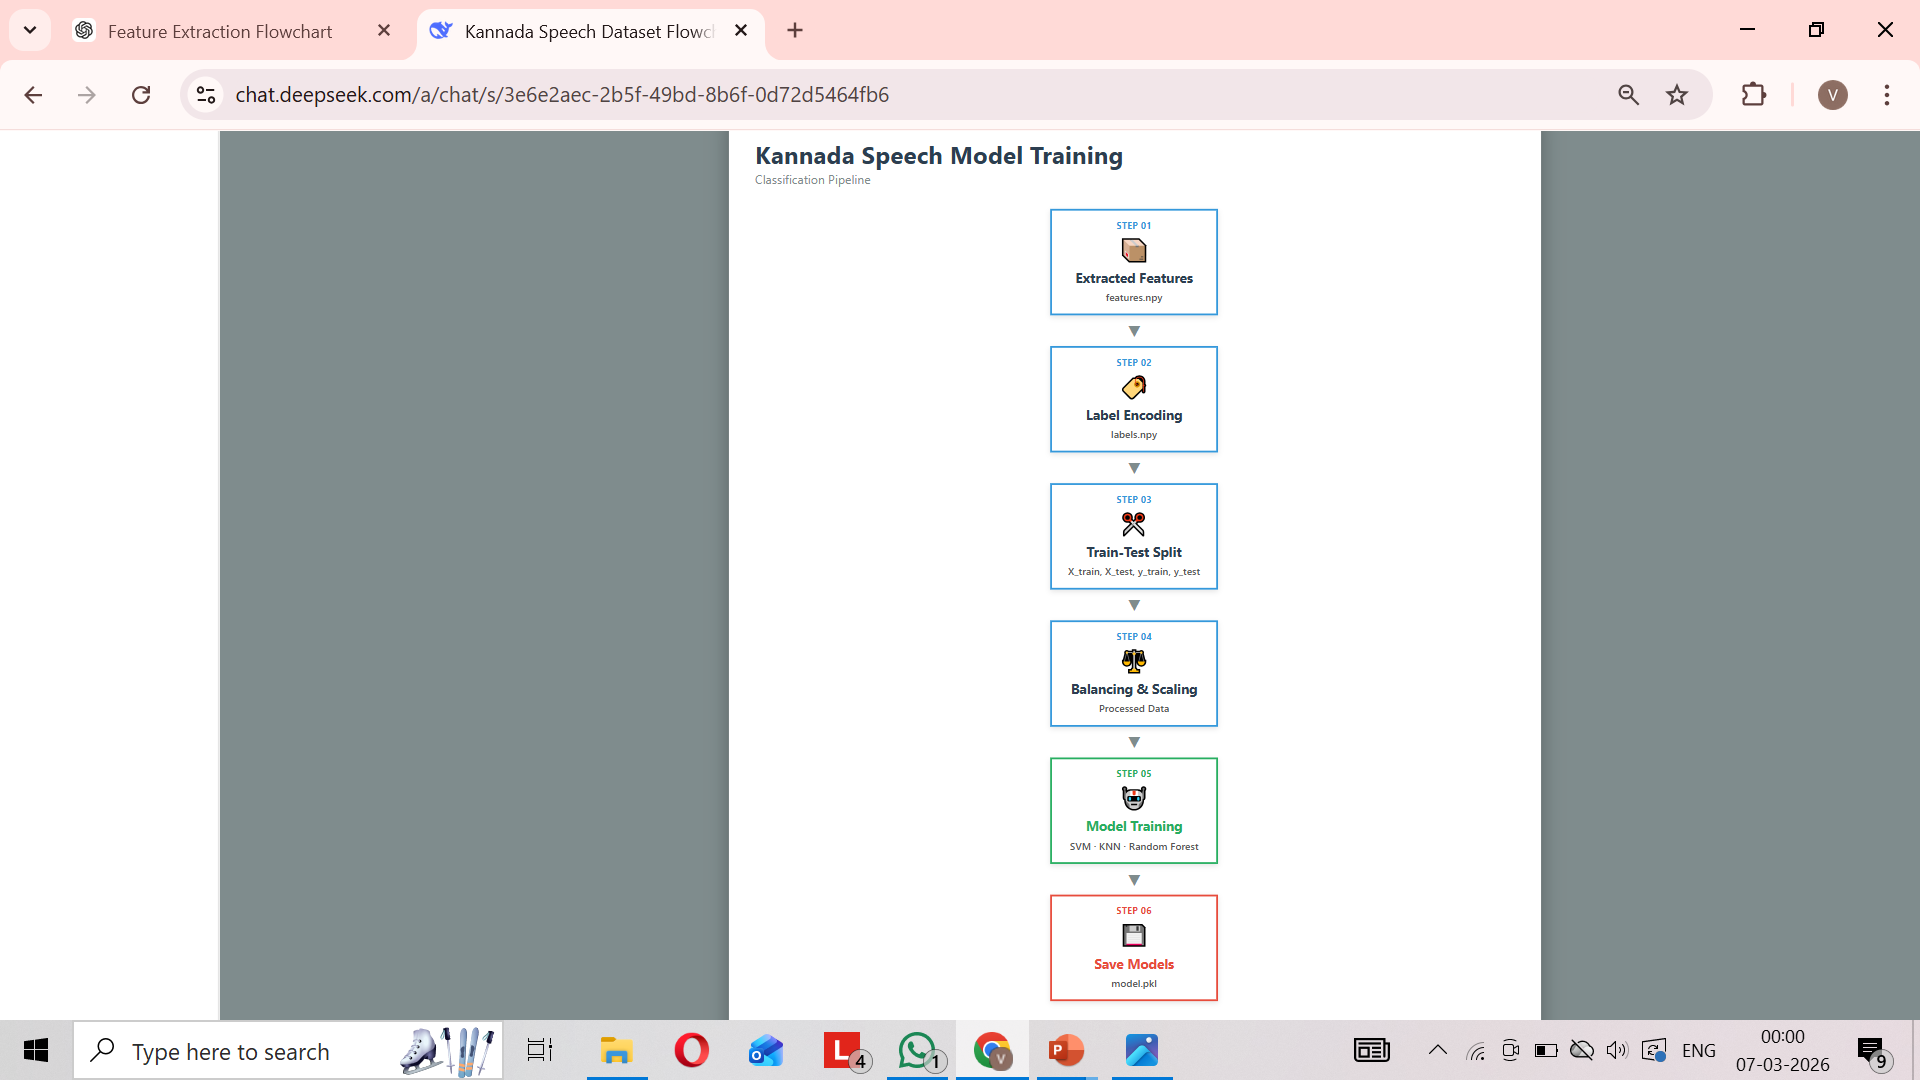 Feature Extraction Flowchart
Kannada Speech Dataset Flowc
chat.deepseek.com/a/chat/s/3e6e2aec-2b5f-49bd-8b6f-0d72d5464fb6
V
Kannada Speech Model Training
Classification Pipeline
STEP 01
Extracted Features
features.npy
STEP 02
Label Encoding
labels.npy
STEP 03
Train-Test Split
X_train, X_test, y_train, y_test
STEP 04
Balancing & Scaling
Processed Data
STEP 05
Model Training
SVM · KNN · Random Forest
STEP 06
Save Models
model.pkl
Type here to search
L
4
1
V
P
ENG
00:00
07-03-2026
9